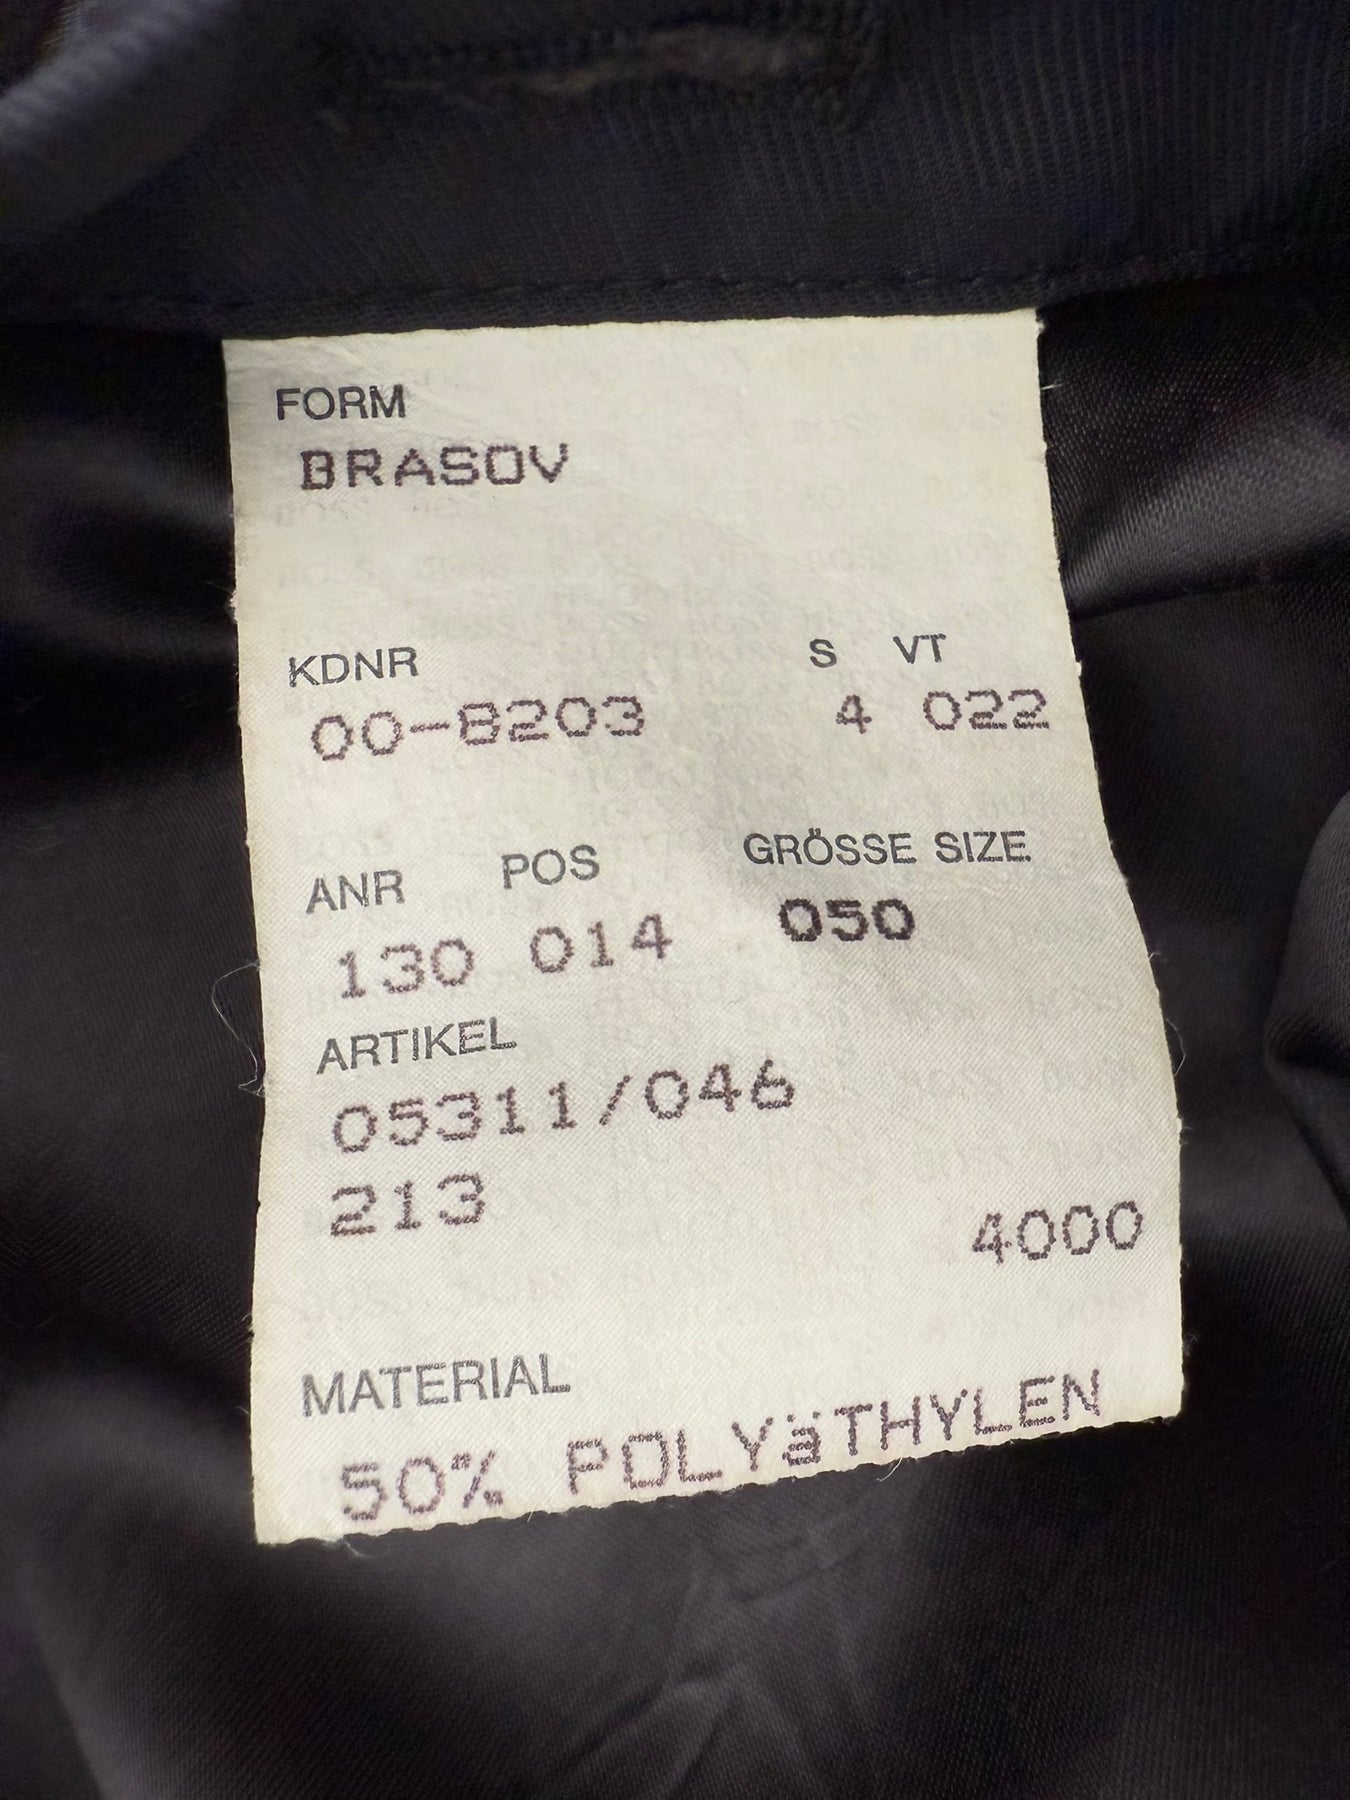 FORM
BRASOV
KDNR S VT
00-8203 4 022
ANR POS GRÖSSE SIZE
130 014 050
ARTIKEL
05311/046
213 4000
MATERIAL
50% POLYäTHYLEN